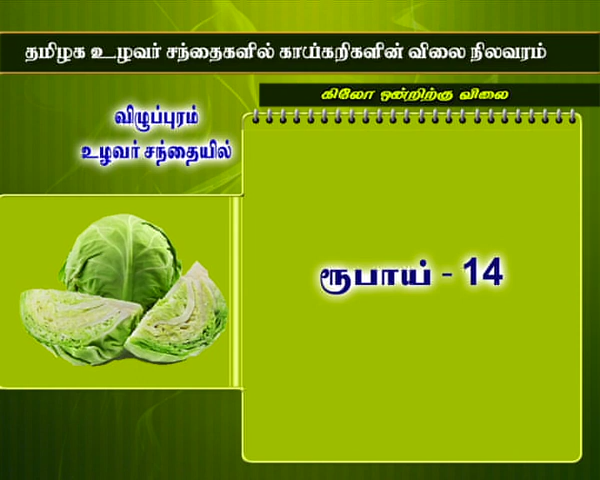 தமிழக உழவர் சந்தைகளில் காய்கறிகளின் விலை நிலவரம்
கிலோ ஒன்றிற்கு விலை
விழுப்புரம்
உழவர் சந்தையில்
ரூபாய் - 14